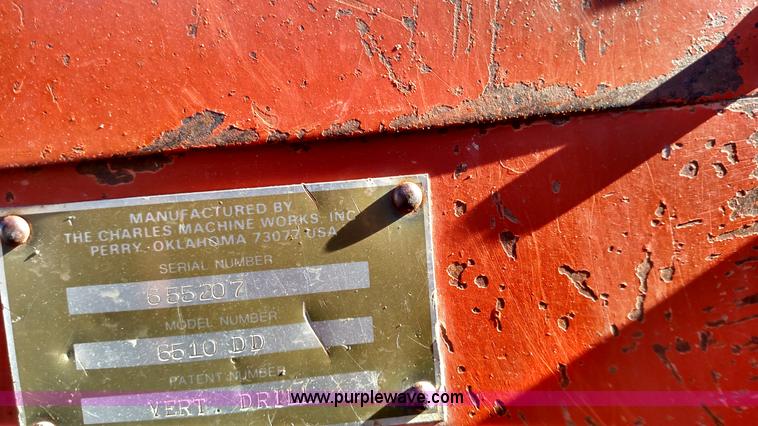 MANUFACTURED BY
THE CHARLES MACHINE WORKS, INC.
PERRY, OKLAHOMA 73077 USA
SERIAL NUMBER
655207
MODEL NUMBER
6510 DD
PATENT NUMBER
VERT.
www.purplewave.com